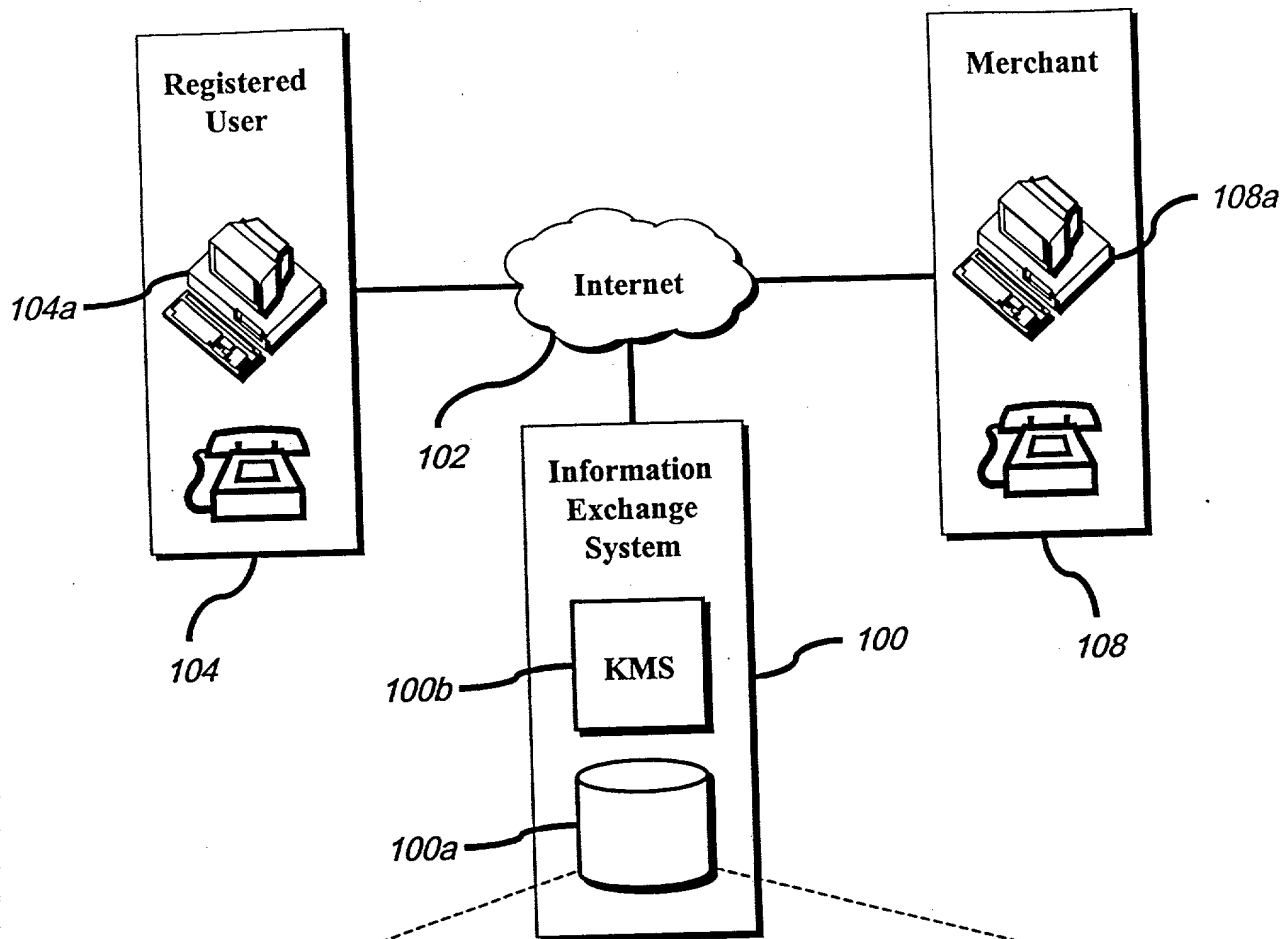 Registered
User
Merchant
108a
104a
Internet
102
Information
Exchange
System
104
108
100
100b
KMS
100a